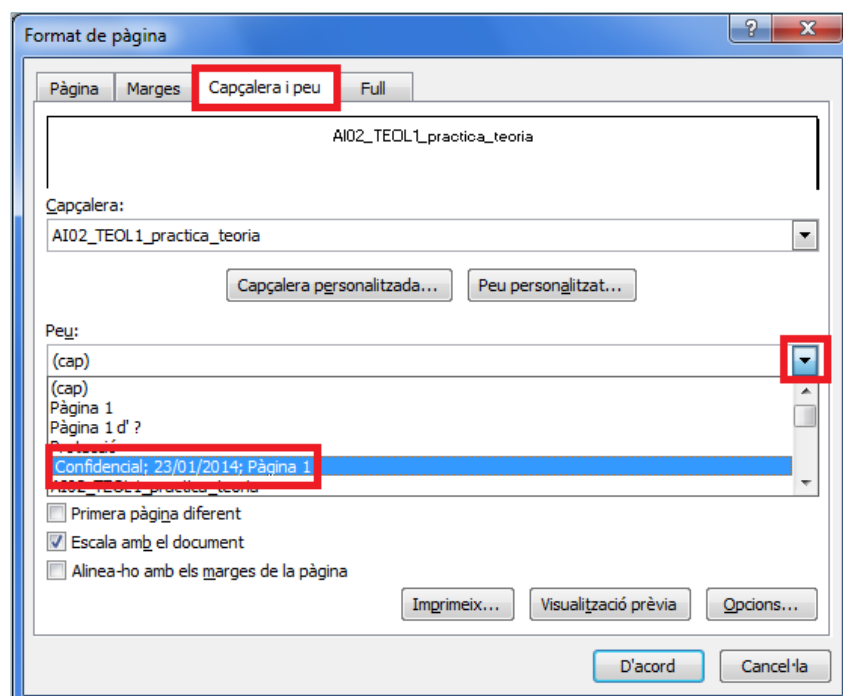 Format de pàgina
Pàgina Marges Capçalera i peu Full
AI02_TEOL1_practica_teoria
Capçalera:
AI02_TEOL1_practica_teoria
Capçalera personalitzada... Peu personalitzat...
Peu:
(cap)
(cap)
Pàgina 1
Pàgina 1 d' ?
Protecció
Confidencial; 23/01/2014; Pàgina 1
AI02_TEOL1_practica_teoria
Primera pàgina diferent
Escala amb el document
Alinea-ho amb els marges de la pàgina
Imprimeix... Visualització prèvia Opcions...
D'acord Cancel·la